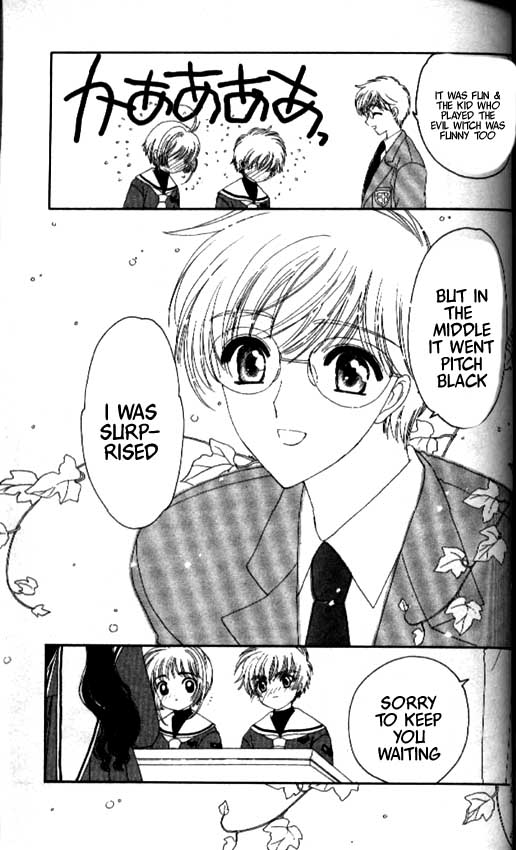 IT WAS FUN &
THE KID WHO
PLAYED THE
EVIL WITCH WAS
FUNNY TOO
かあああああっ
BUT IN
THE
MIDDLE
IT WENT
PITCH
BLACK
I WAS
SURP-
RISED
SORRY
TO KEEP
YOU
WAITING